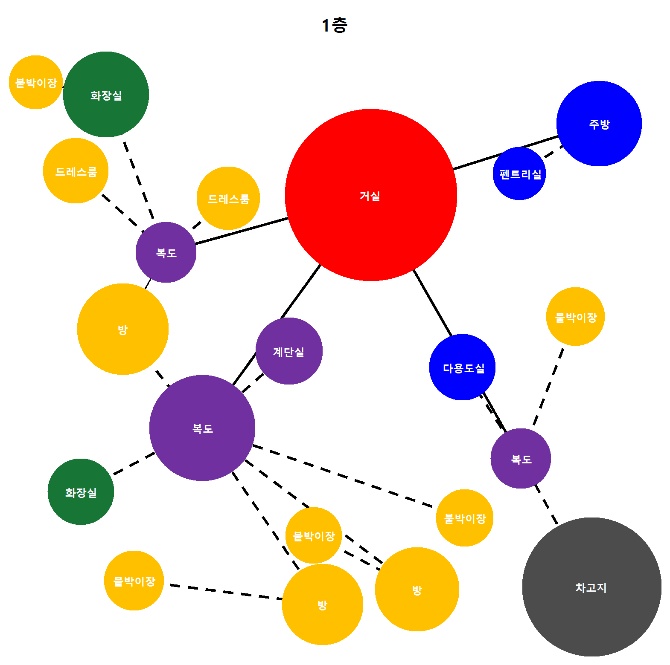 1층
붙박이장
화장실
주방
드레스룸
펜트리실
드레스룸
거실
복도
방
붙박이장
계단실
다용도실
복도
복도
화장실
붙박이장
붙박이장
붙박이장
방
방
차고지